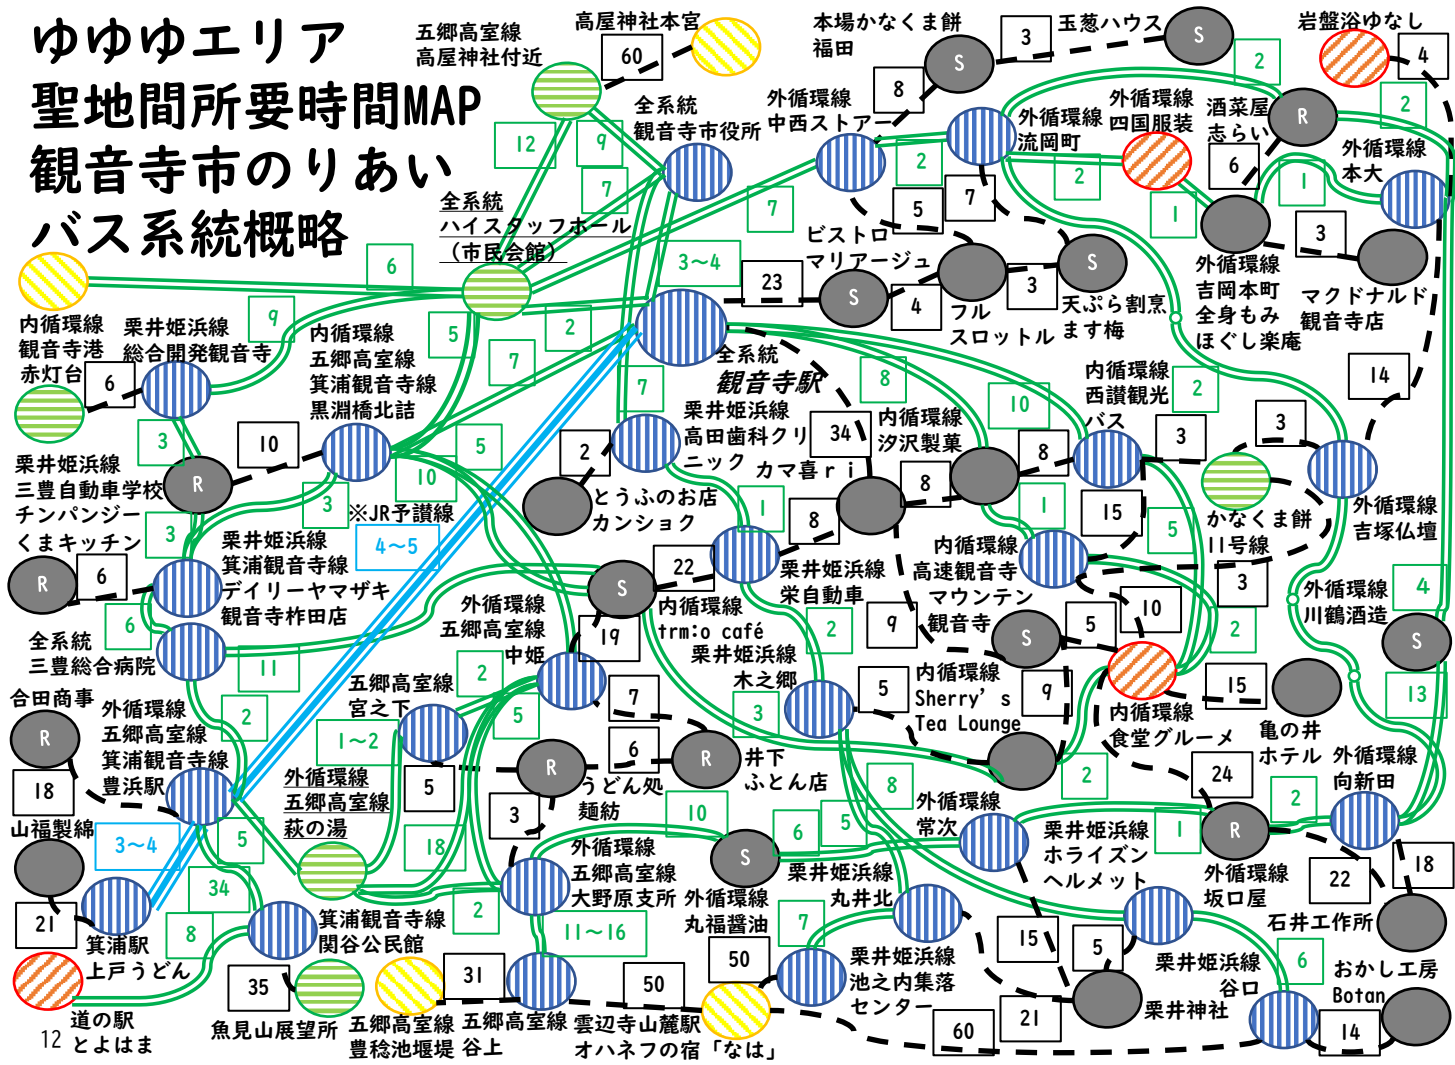 ゆゆゆエリア
聖地間所要時間MAP
観音寺市のりあい
バス系統概略
五郷高室線
高屋神社付近
高屋神社本宮
60
本場かなくま餅
福田
3
玉葱ハウス
S
S
2
岩盤浴ゆなし
4
8
12
9
7
全系統
観音寺市役所
外循環線
中西ストアー
2
外循環線
流岡町
外循環線
四国服装
2
酒菜屋
志らい
R
6
2
外循環線
本大
1
1
全系統
ハイスタッフホール
（市民会館）
7
5
7
3
ビストロ
マリアージュ
6
3～4
23
S
4
フル
スロットル
3
S
天ぷら割烹
ます梅
外循環線
吉岡本町
全身もみ
ほぐし楽庵
マクドナルド
観音寺店
内循環線
観音寺港
赤灯台
栗井姫浜線
総合開発観音寺
9
内循環線
五郷高室線
箕浦観音寺線
黒淵橋北詰
5
7
2
全系統
観音寺駅
6
7
8
10
内循環線
西讃観光
バス
2
14
3
10
5
10
栗井姫浜線
高田歯科クリ
ニック
34
内循環線
汐沢製菓
8
3
3
栗井姫浜線
三豊自動車学校
チンパンジー
くまキッチン
R
3
※JR予讃線
4～5
2
とうふのお店
カンショク
カマ喜ｒｉ
8
1
8
1
15
5
かなくま餅
11号線
外循環線
吉塚仏壇
3
R
6
栗井姫浜線
箕浦観音寺線
デイリーヤマザキ
観音寺柞田店
S
22
内循環線
trm:o café
栗井姫浜線
栄自動車
内循環線
高速観音寺
マウンテン
観音寺
S
3
外循環線
川鶴酒造
4
S
6
全系統
三豊総合病院
11
外循環線
五郷高室線
中姫
19
栗井姫浜線
木之郷
2
9
5
10
2
合田商事
R
外循環線
五郷高室線
箕浦観音寺線
豊浜駅
2
五郷高室線
宮之下
2
5
7
3
5
内循環線
Sherry’s
Tea Lounge
9
内循環線
食堂グルーメ
15
亀の井
ホテル
13
18
1～2
外循環線
五郷高室線
萩の湯
5
R
うどん処
麺紡
6
R
井下
ふとん店
2
24
外循環線
向新田
山福製綿
3～4
5
3
18
10
6
5
8
外循環線
常次
栗井姫浜線
ホライズン
ヘルメット
1
R
2
外循環線
坂口屋
22
18
34
外循環線
五郷高室線
大野原支所
S
外循環線
丸福醤油
栗井姫浜線
丸井北
21
箕浦駅
8
箕浦観音寺線
関谷公民館
2
11～16
7
15
5
石井工作所
上戸うどん
35
魚見山展望所
31
50
50
栗井姫浜線
池之内集落
センター
栗井姫浜線
谷口
6
おかし工房
Botan
道の駅
とよはま
五郷高室線
豊稔池堰堤
五郷高室線
谷上
雲辺寺山麓駅
オハネフの宿「なは」
60
21
栗井神社
14
12